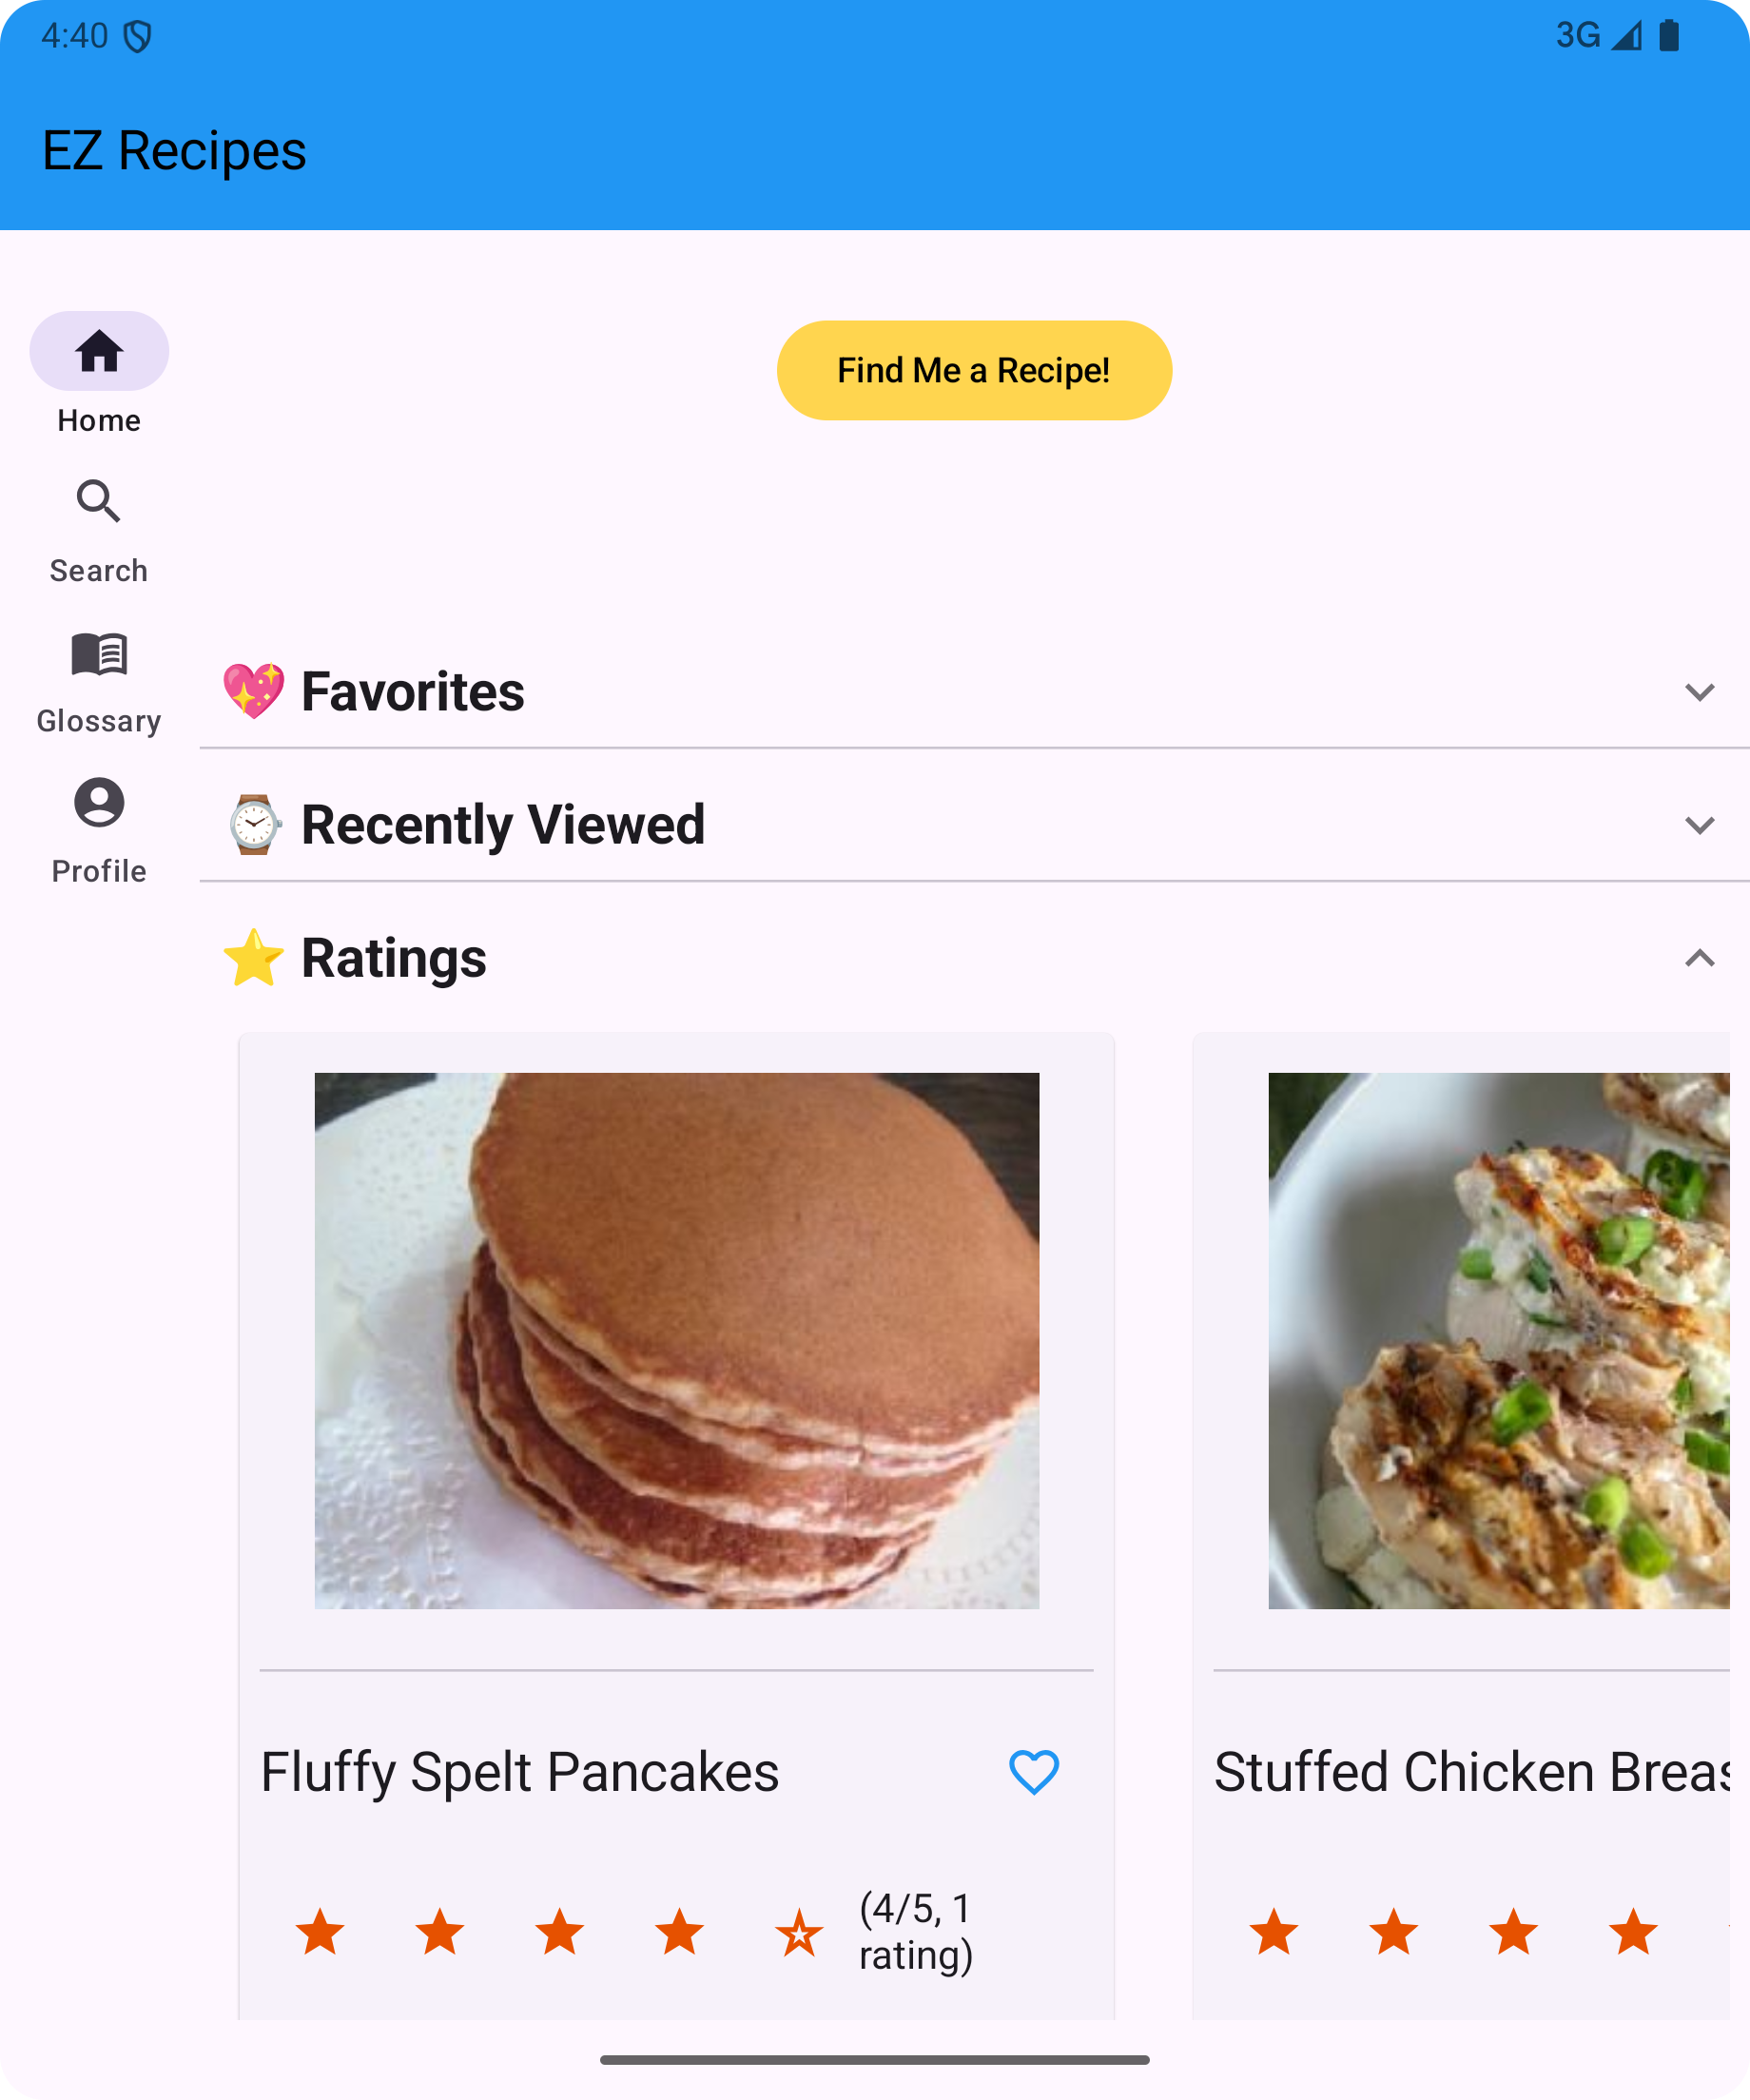 4:40
3G
EZ Recipes
Find Me a Recipe!
Home
Search
Glossary
Profile
Favorites
Recently Viewed
Ratings
Fluffy Spelt Pancakes
(4/5, 1
rating)
Stuffed Chicken